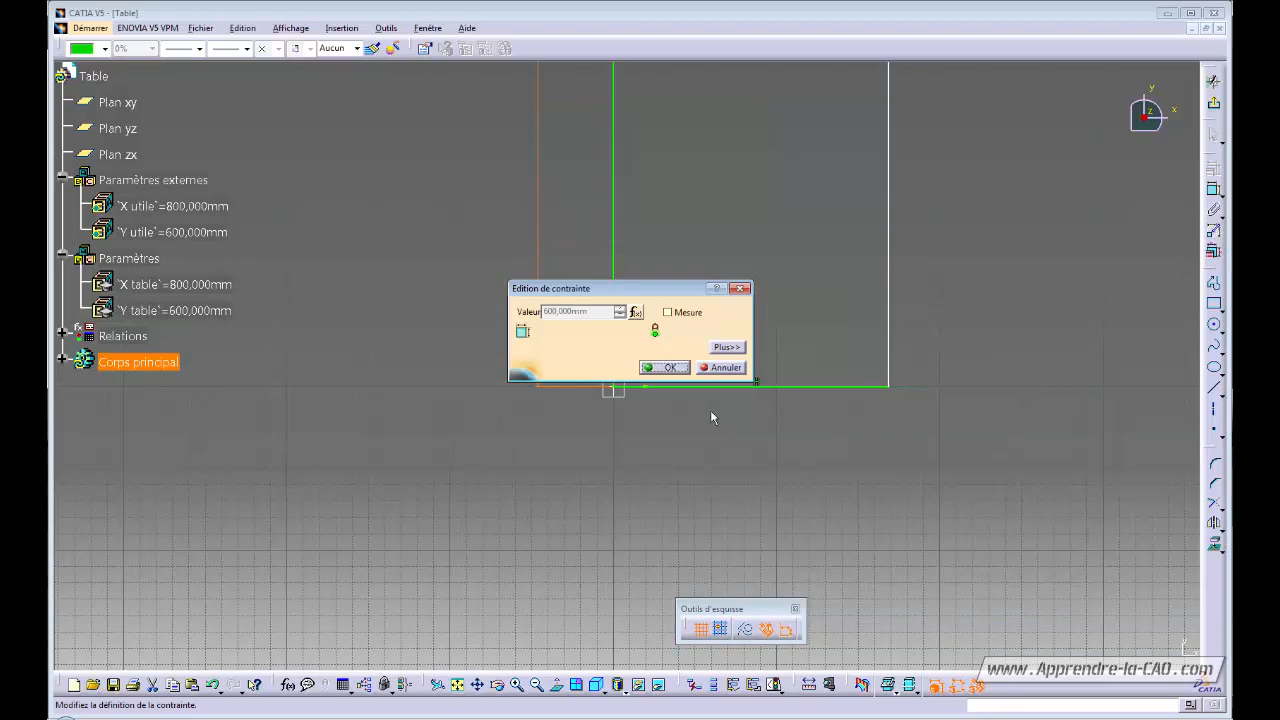 CATIA V5 - [Table]
Démarrer ENOVIA V5 VPM Fichier Edition Affichage Insertion Outils Fenêtre Aide
0% Aucun
Table
Plan xy
Plan yz
Plan zx
Paramètres externes
`X utile`=800,000mm
`Y utile`=600,000mm
Paramètres
`X table`=800,000mm
`Y table`=600,000mm
Relations
Corps principal
y
x
z
Edition de contrainte
Valeur 600,000mm f(x) Mesure
Plus>>
OK Annuler
Outils d'esquisse
www.Apprendre-la-CAO.com
CATIA
Modifiez la définition de la contrainte.